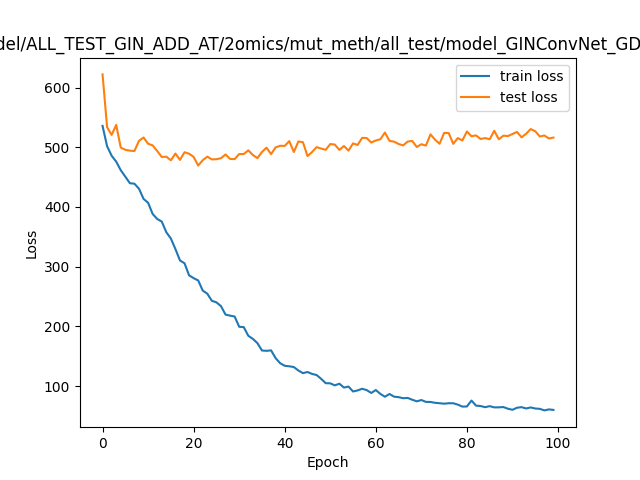 del/ALL_TEST_GIN_ADD_AT/2omics/mut_meth/all_test/model_GINConvNet_GD
train loss
test loss
Loss
600
500
400
300
200
100
0
20
40
60
80
100
Epoch